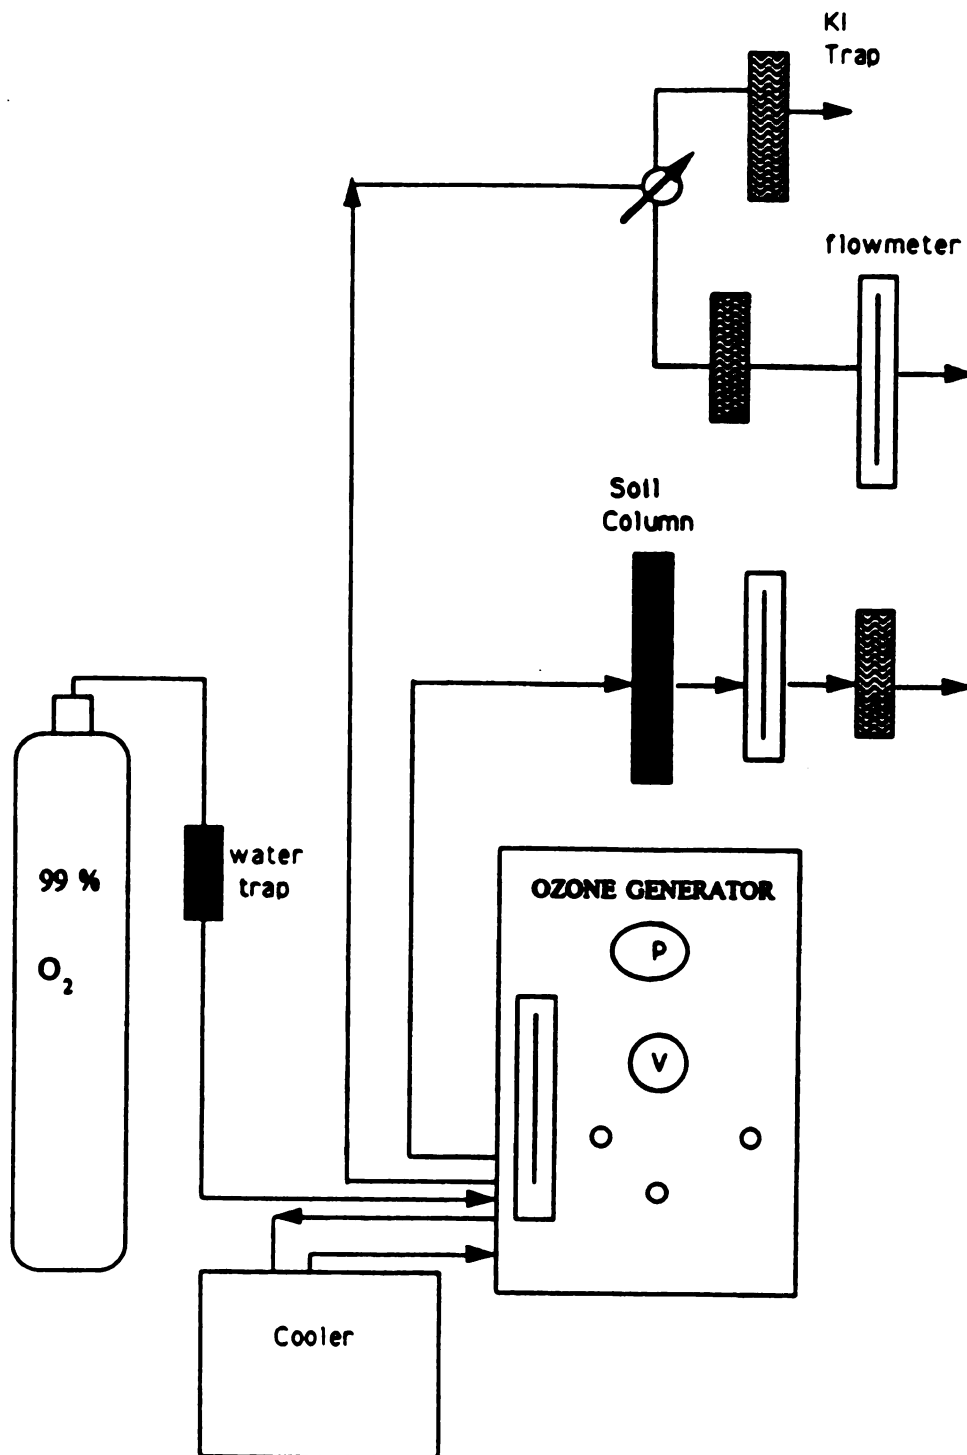 KI
Trap
flowmeter
Soil
Column
water
trap
99 %
O₂
OZONE GENERATOR
P
V
Cooler